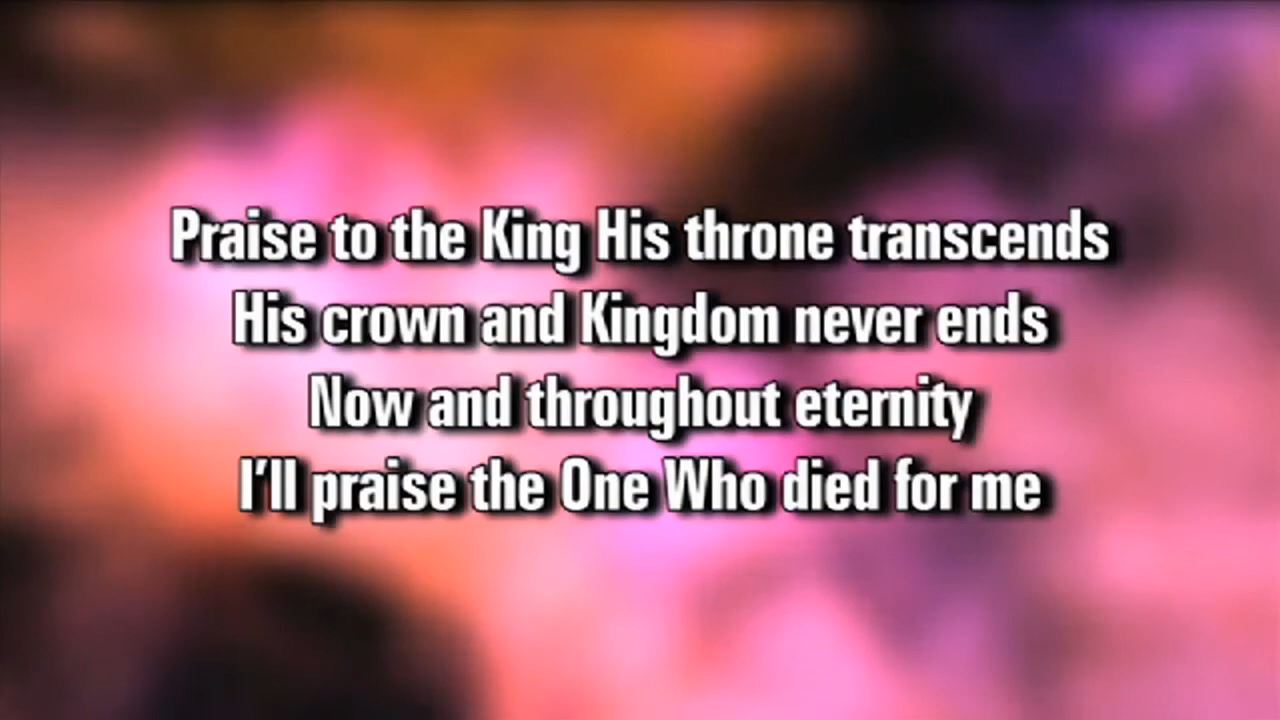 Praise to the King His throne transcends
His crown and Kingdom never ends
Now and throughout eternity
I'll praise the One Who died for me